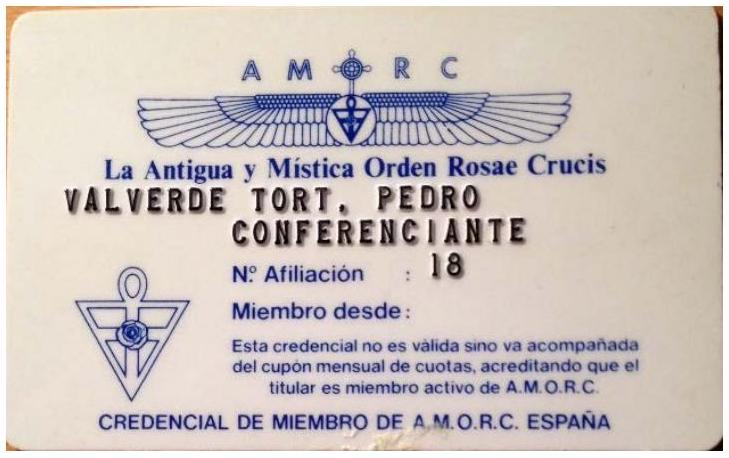 AMORC
La Antigua y Mística Orden Rosae Crucis
VALVERDE TORT, PEDRO
CONFERENCIANTE
N.º Afiliación : 18
Miembro desde:
Esta credencial no es válida sino va acompañada
del cupón mensual de cuotas, acreditando que el
titular es miembro activo de A.M.O.R.C.
CREDENCIAL DE MIEMBRO DE A.M.O.R.C. ESPAÑA